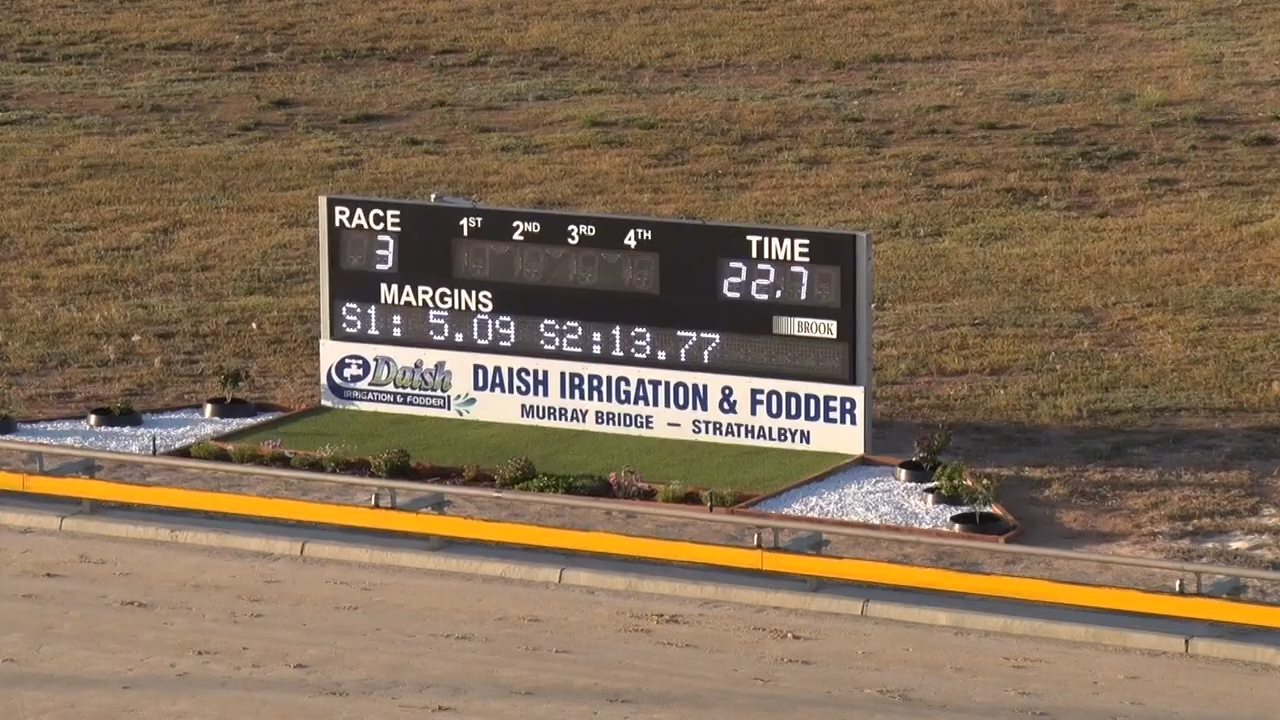 RACE 1ST 2ND 3RD 4TH TIME
3 22.7
MARGINS
BROOK
S1: 5.09 S2:13.77
Daish
IRRIGATION & FODDER
DAISH IRRIGATION & FODDER
MURRAY BRIDGE – STRATHALBYN